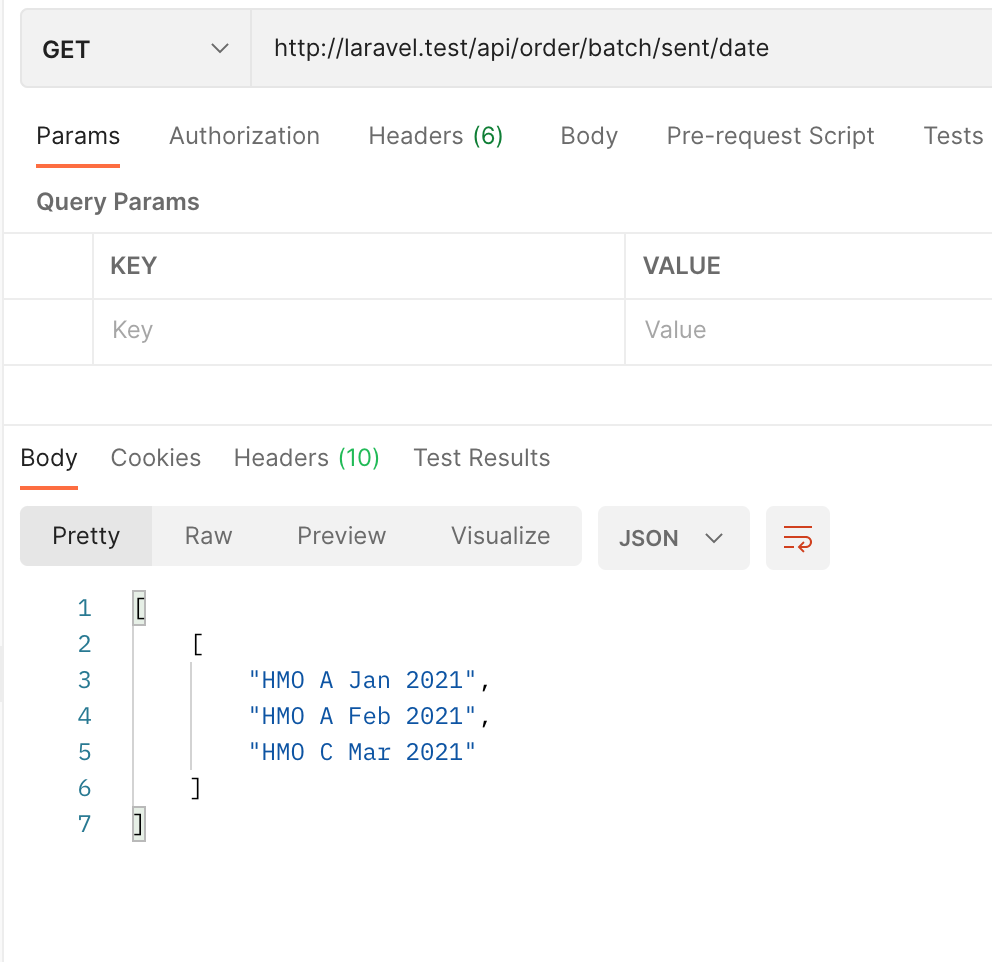 GET http://laravel.test/api/order/batch/sent/date
Params Authorization Headers (6) Body Pre-request Script Tests
Query Params
KEY VALUE
Key Value
Body Cookies Headers (10) Test Results
Pretty Raw Preview Visualize JSON
1 [
2 [
3 "HMO A Jan 2021",
4 "HMO A Feb 2021",
5 "HMO C Mar 2021"
6 ]
7 ]